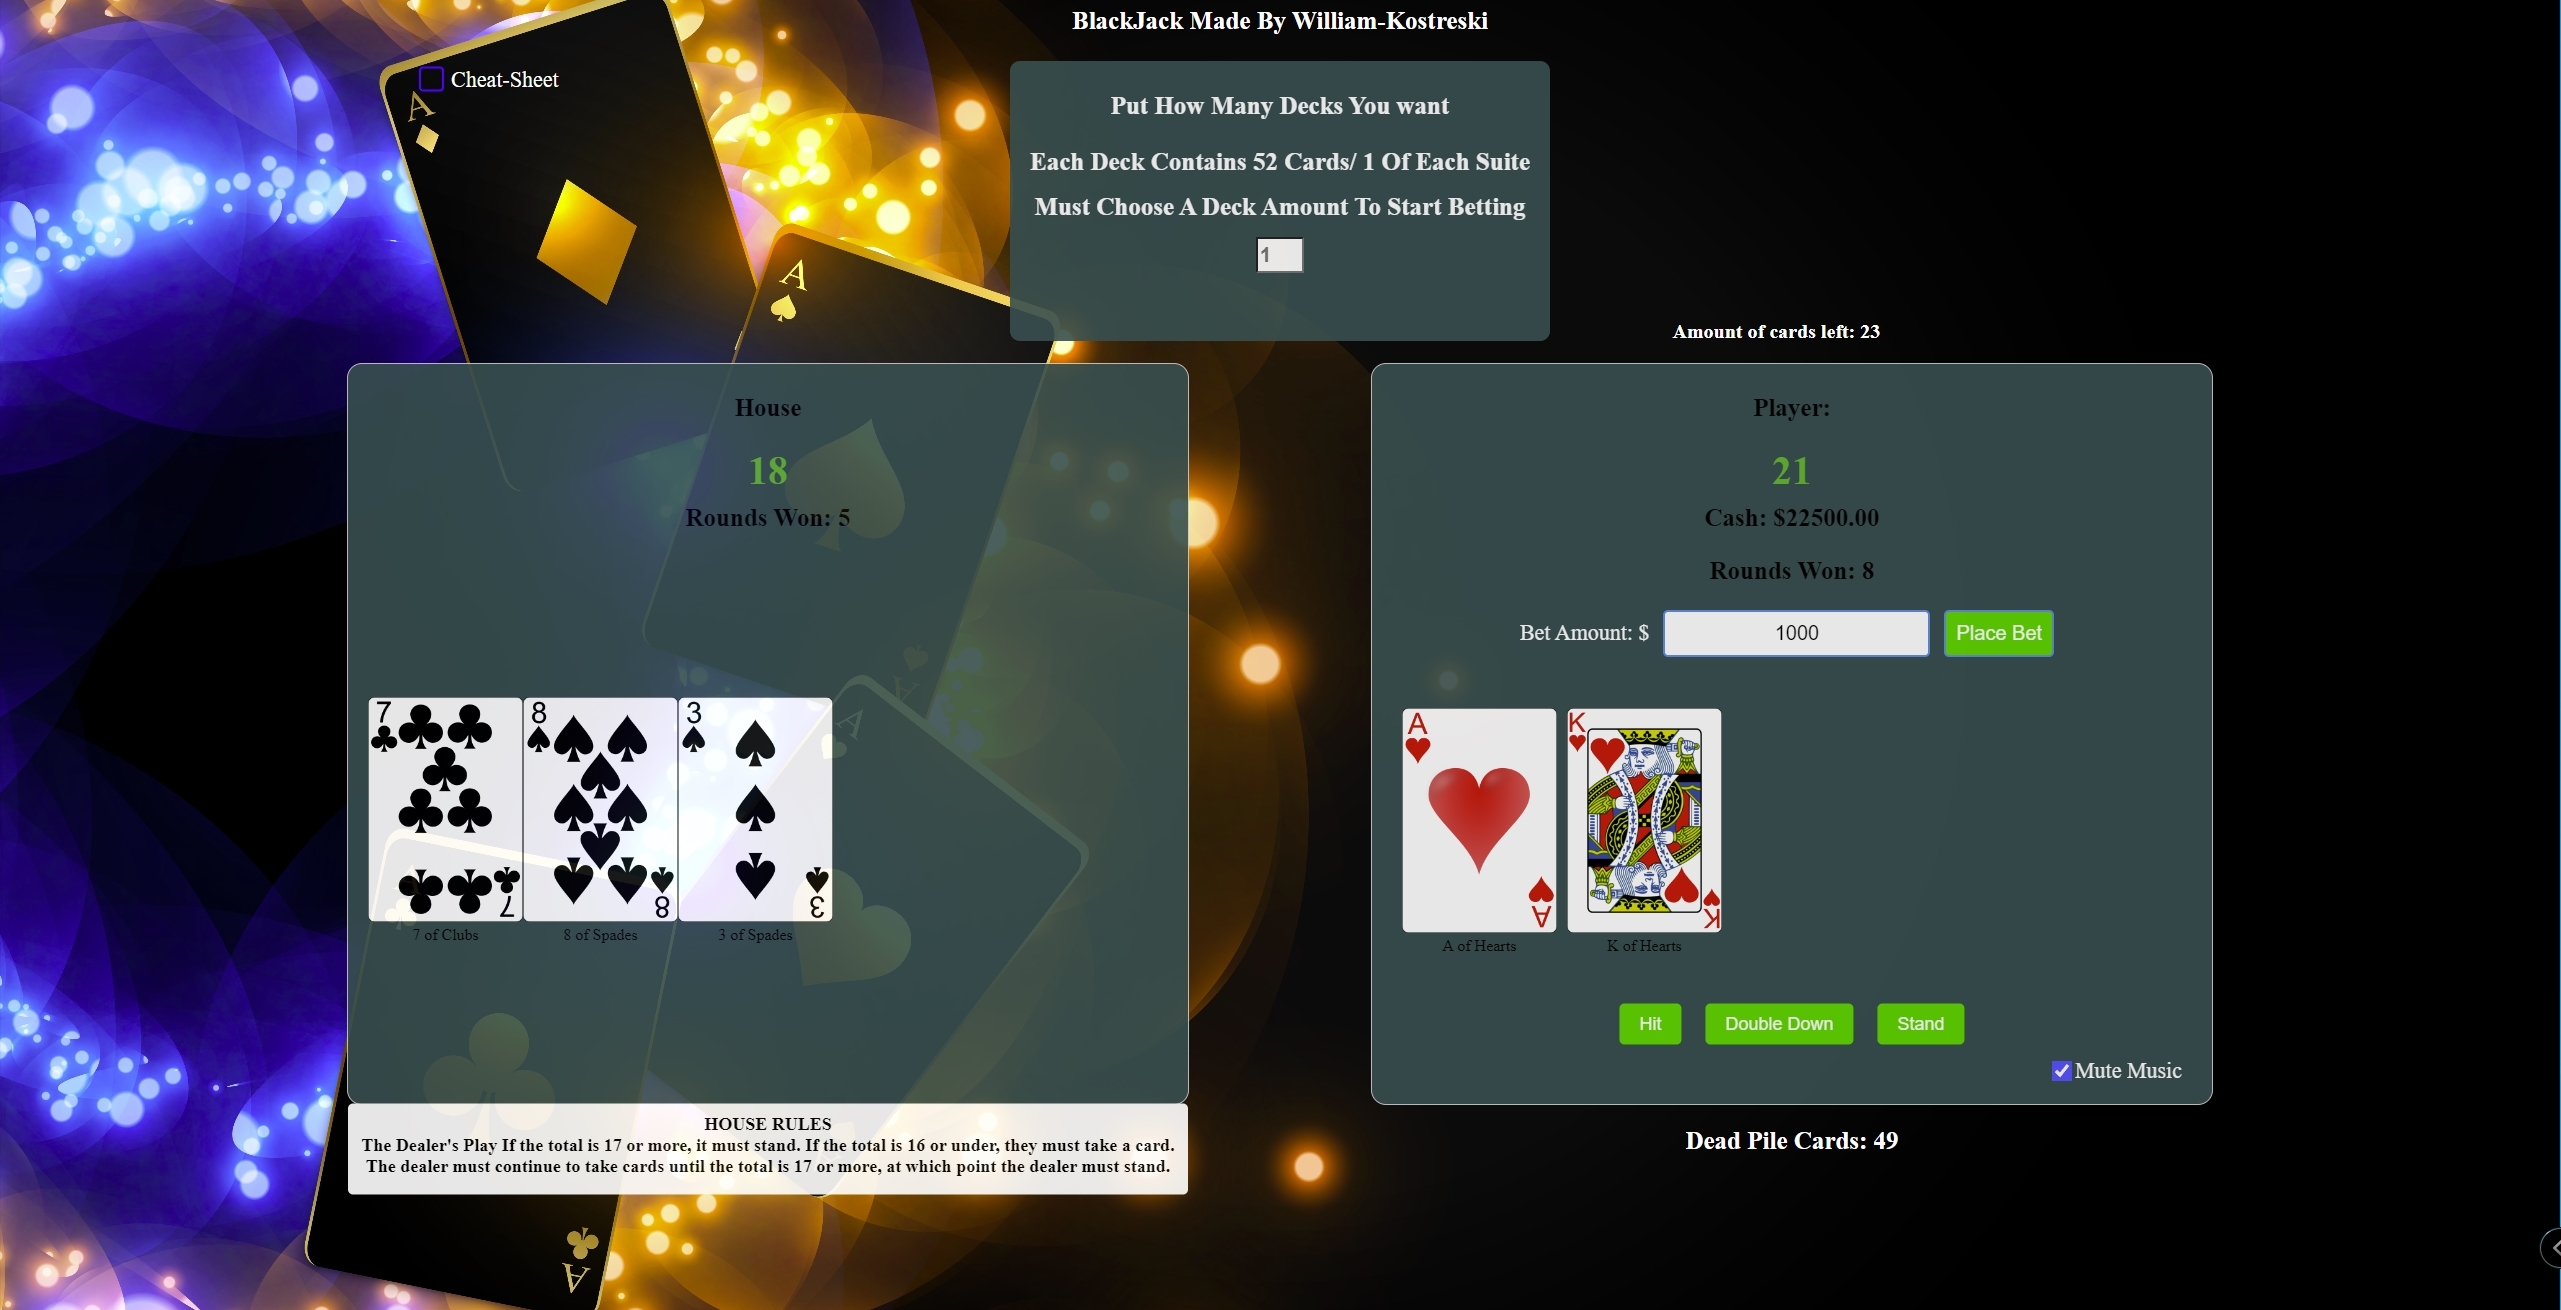 BlackJack Made By William-Kostreski
Cheat-Sheet
A
A
Put How Many Decks You want
Each Deck Contains 52 Cards/ 1 Of Each Suite
Must Choose A Deck Amount To Start Betting
1
Amount of cards left: 23
House
18
Rounds Won: 5
7
8
3
7
8
3
7 of Clubs
8 of Spades
3 of Spades
HOUSE RULES
The Dealer's Play If the total is 17 or more, it must stand. If the total is 16 or under, they must take a card.
The dealer must continue to take cards until the total is 17 or more, at which point the dealer must stand.
A
Player:
21
Cash: $22500.00
Rounds Won: 8
Bet Amount: $ 1000 Place Bet
A
K
A
K
A of Hearts
K of Hearts
Hit Double Down Stand
Mute Music
Dead Pile Cards: 49